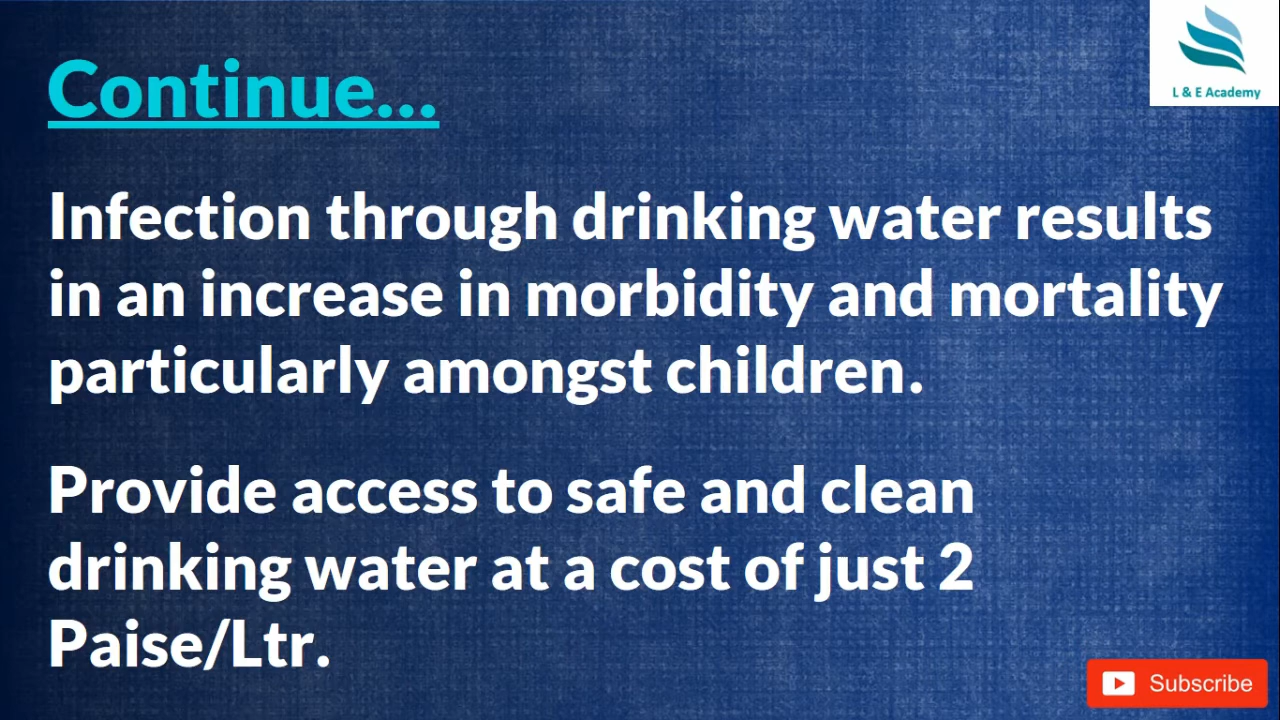 Continue...
L & E Academy
Infection through drinking water results
in an increase in morbidity and mortality
particularly amongst children.
Provide access to safe and clean
drinking water at a cost of just 2
Paise/Ltr.
Subscribe